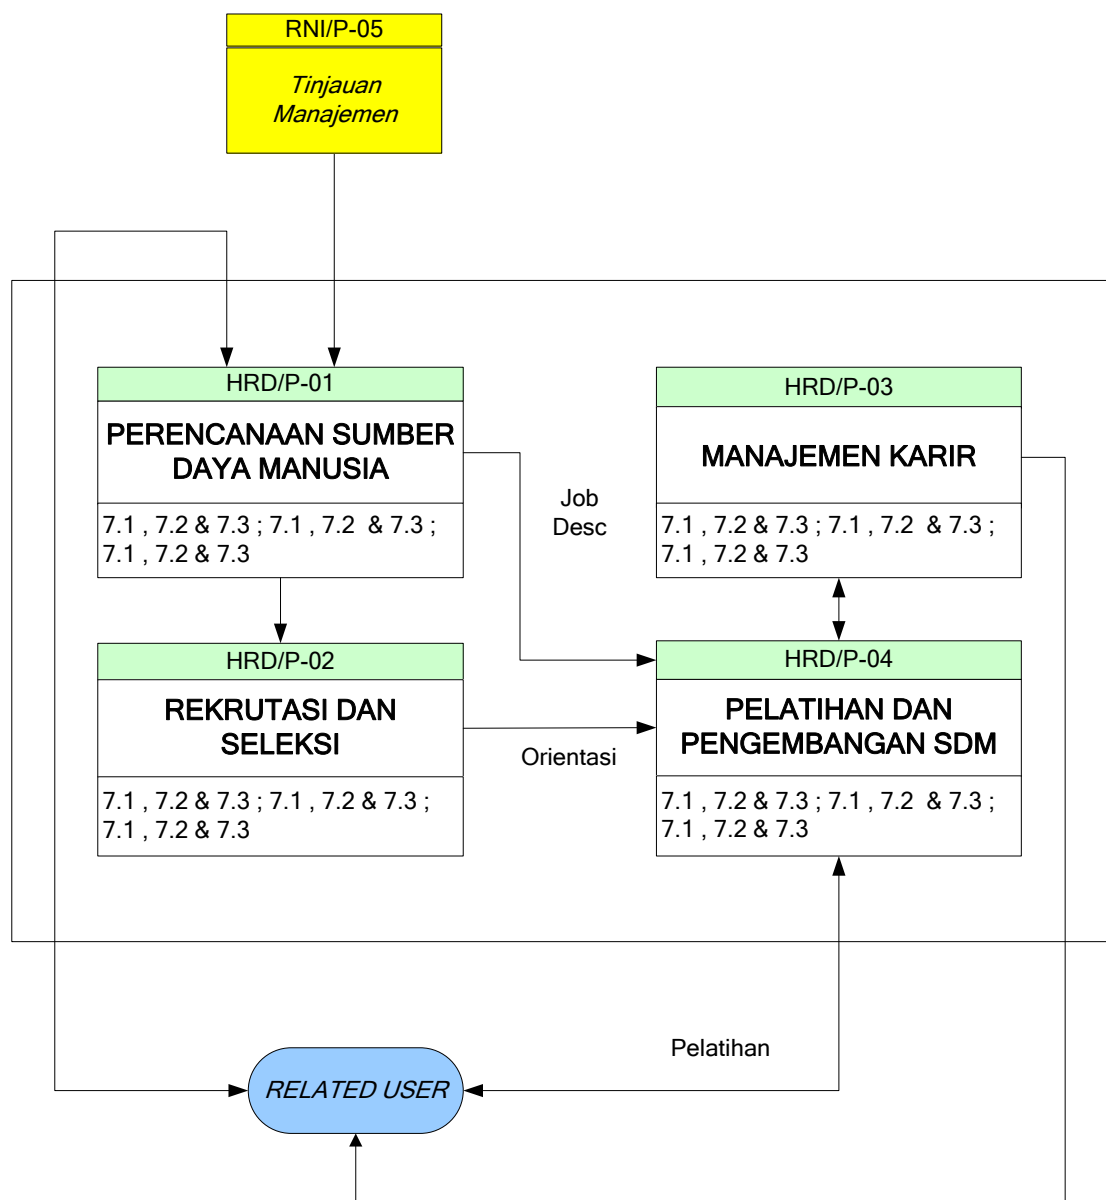 RNI/P-05
Tinjauan
Manajemen
HRD/P-01
PERENCANAAN SUMBER
DAYA MANUSIA
7.1 , 7.2 & 7.3 ; 7.1 , 7.2  & 7.3 ;
7.1 , 7.2 & 7.3
Job
Desc
HRD/P-03
MANAJEMEN KARIR
7.1 , 7.2 & 7.3 ; 7.1 , 7.2  & 7.3 ;
7.1 , 7.2 & 7.3
HRD/P-02
REKRUTASI DAN
SELEKSI
7.1 , 7.2 & 7.3 ; 7.1 , 7.2 & 7.3 ;
7.1 , 7.2 & 7.3
Orientasi
HRD/P-04
PELATIHAN DAN
PENGEMBANGAN SDM
7.1 , 7.2 & 7.3 ; 7.1 , 7.2  & 7.3 ;
7.1 , 7.2 & 7.3
Pelatihan
RELATED USER